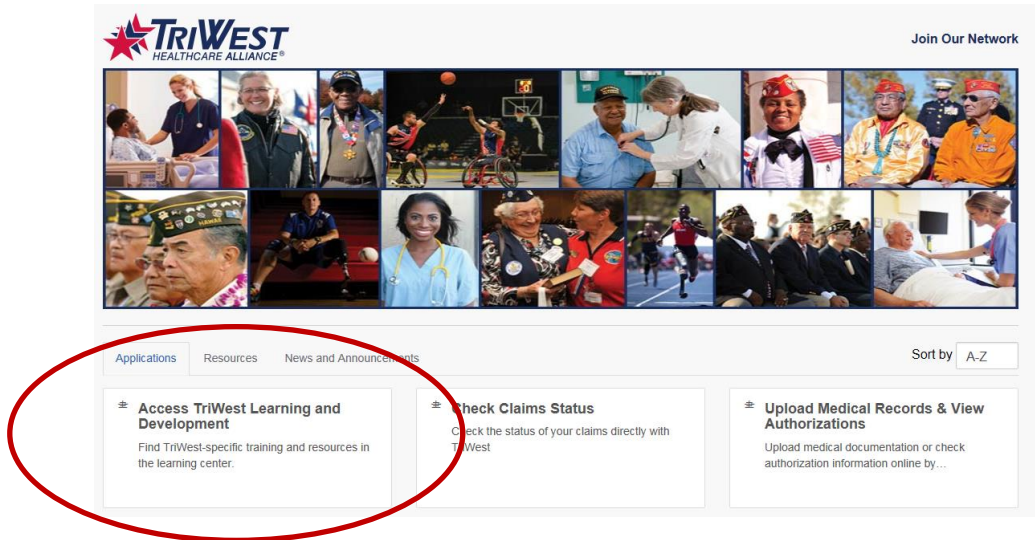 TRIWEST
HEALTHCARE ALLIANCE®
Join Our Network
HAWAII
Applications
Resources
News and Announcements
Sort by
A-Z
Access TriWest Learning and
Development
Find TriWest-specific training and resources in
the learning center.
Check Claims Status
Check the status of your claims directly with
TriWest
Upload Medical Records & View
Authorizations
Upload medical documentation or check
authorization information online by…